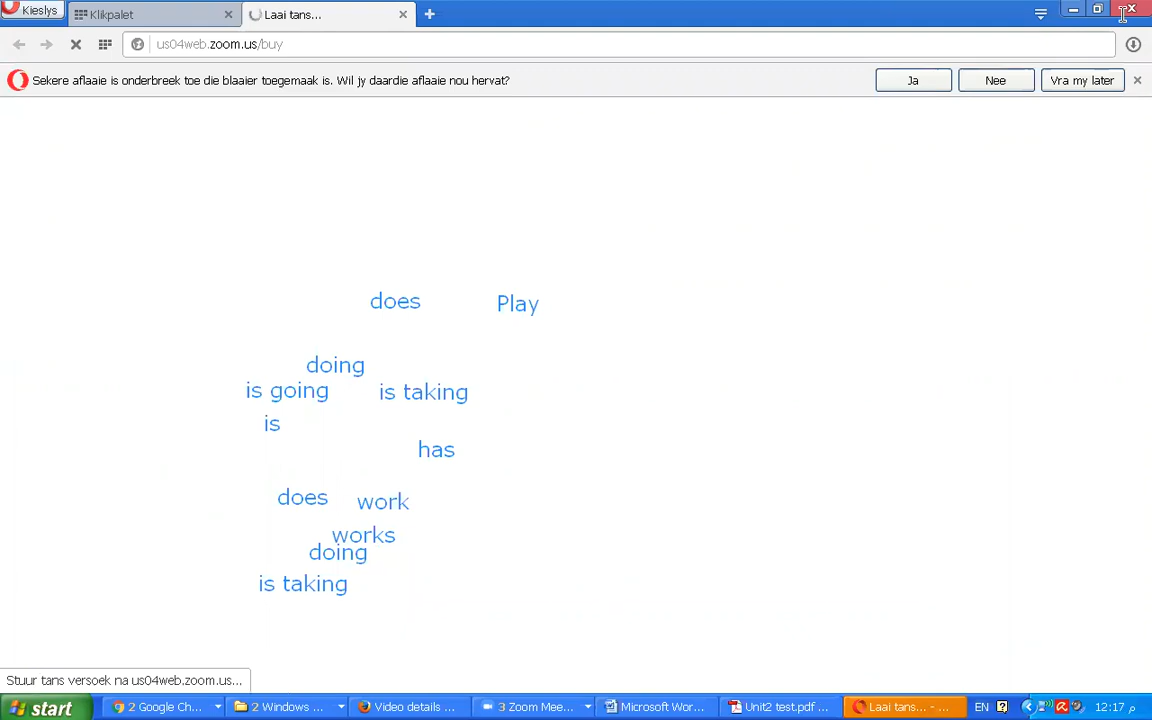 Kieslys Klikpalet Laai tans...
us04web.zoom.us/buy
Sekere aflaaie is onderbreek toe die blaaier toegemaak is. Wil jy daardie aflaaie nou hervat? Ja Nee Vra my later
does Play
doing
is going is taking
is
has
does work
works
doing
is taking
Stuur tans versoek na us04web.zoom.us...
start 2 Google Ch... 2 Windows ... Video details ... 3 Zoom Mee... Microsoft Wor... Unit2 test.pdf ... Laai tans... - ... EN 12:17 م